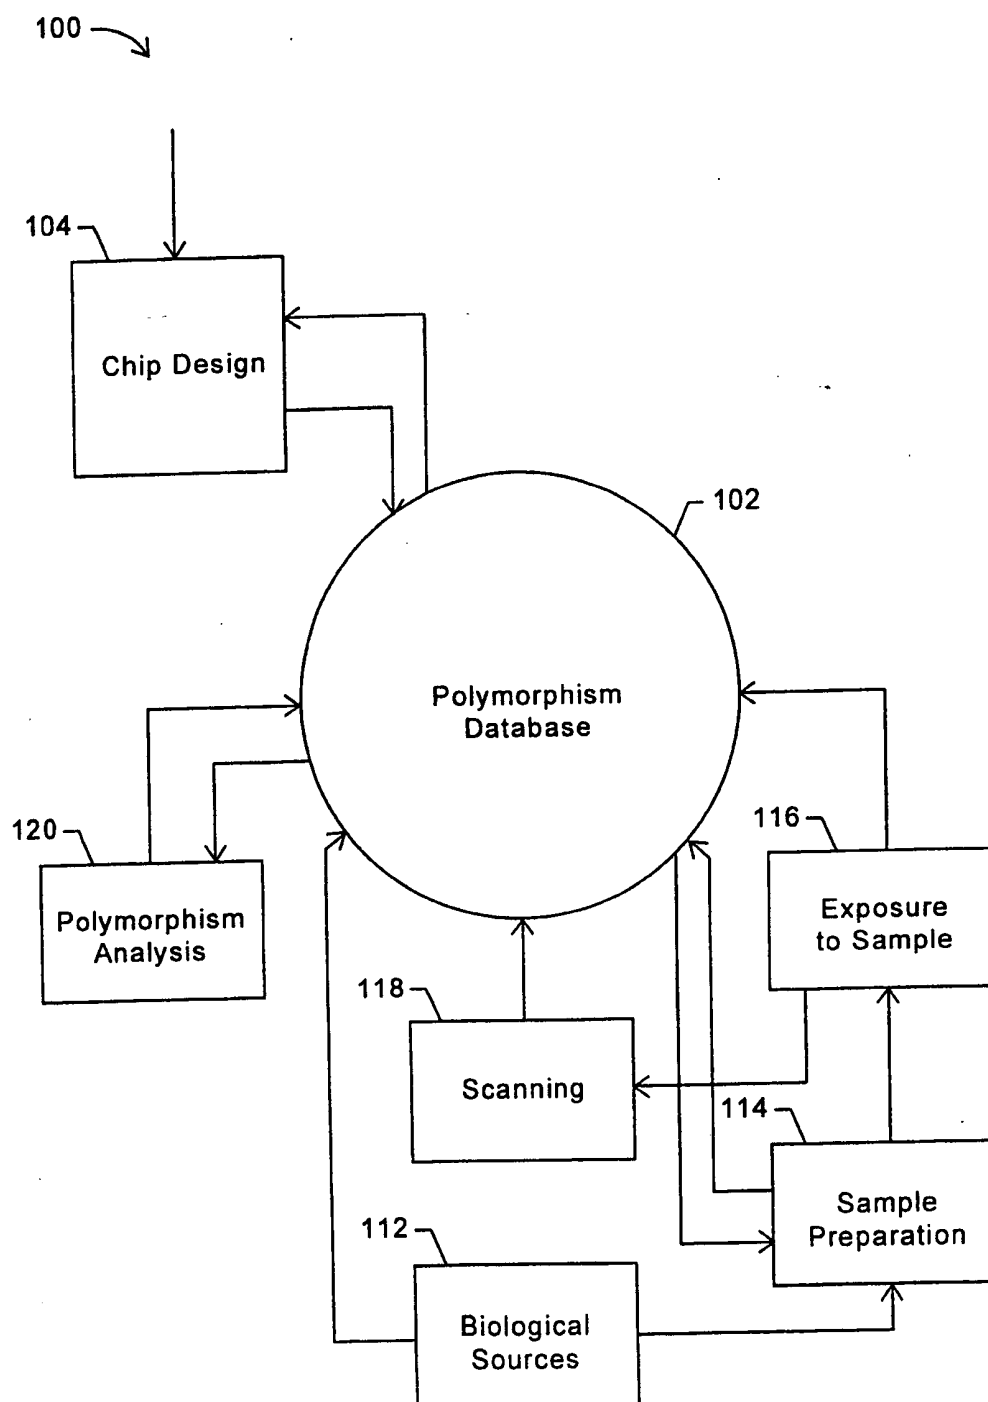 100
104
Chip Design
102
Polymorphism
Database
120
Polymorphism
Analysis
116
Exposure
to Sample
118
Scanning
114
Sample
Preparation
112
Biological
Sources